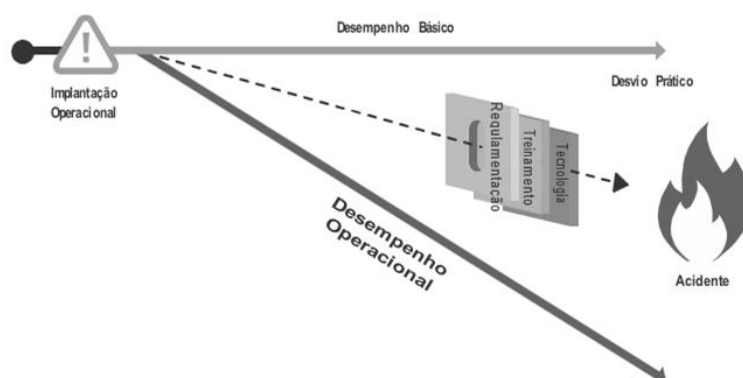 Desempenho Básico
Desvio Prático
Implantação
Operacional
Regulamentação
Treinamento
Tecnologia
Desempenho
Operacional
Acidente